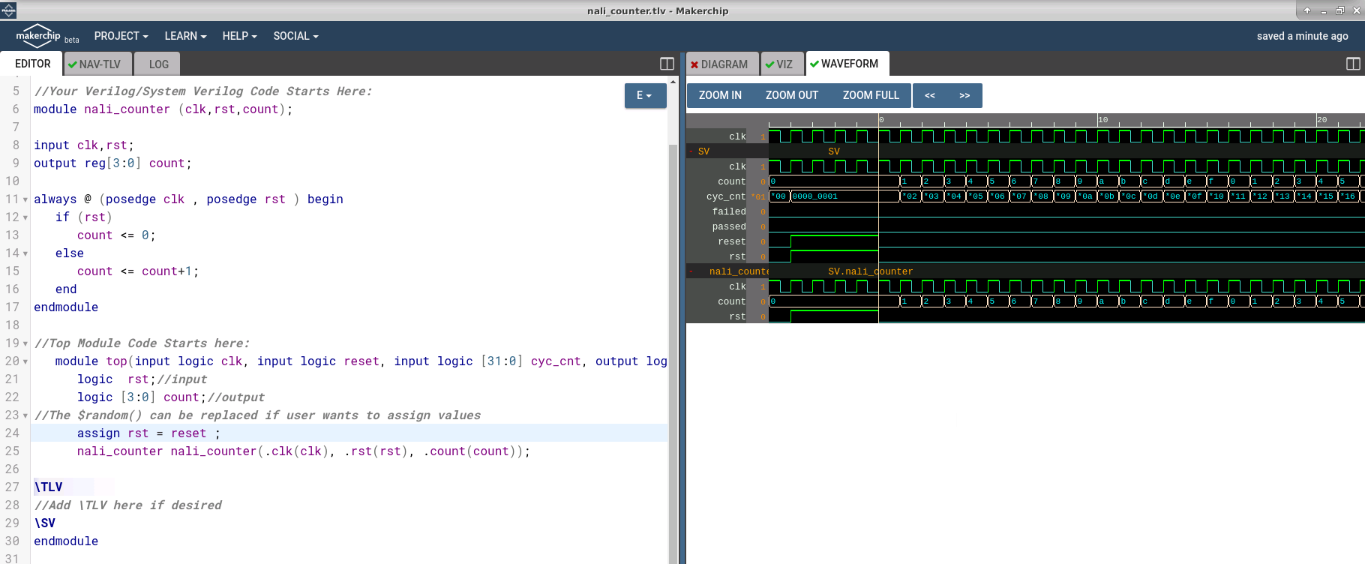 nali_counter.tlv - Makerchip
makerchip beta PROJECT LEARN HELP SOCIAL saved a minute ago
EDITOR NAV-TLV LOG
5 //Your Verilog/System Verilog Code Starts Here:
6 module nali_counter (clk,rst,count);
7
8 input clk,rst;
9 output reg[3:0] count;
10
11 always @ (posedge clk , posedge rst ) begin
12 if (rst)
13 count <= 0;
14 else
15 count <= count+1;
16 end
17 endmodule
18
19 //Top Module Code Starts here:
20 module top(input logic clk, input logic reset, input logic [31:0] cyc_cnt, output log
21 logic rst;//input
22 logic [3:0] count;//output
23 //The $random() can be replaced if user wants to assign values
24 assign rst = reset ;
25 nali_counter nali_counter(.clk(clk), .rst(rst), .count(count));
26
27 \TLV
28 //Add \TLV here if desired
29 \SV
30 endmodule
31
E
DIAGRAM VIZ WAVEFORM
ZOOM IN ZOOM OUT ZOOM FULL << >>
0 10 20
clk 1
SV SV
clk 1
count 0 0 1 2 3 4 5 6 7 8 9 a b c d e f 0 1 2 3 4 5
cyc_cnt *01 *00 0000_0001 *02 *03 *04 *05 *06 *07 *08 *09 *0a *0b *0c *0d *0e *0f *10 *11 *12 *13 *14 *15 *16
failed 0
passed 0
reset 0
rst 0
nali_counte SV.nali_counter
clk 1
count 0 0 1 2 3 4 5 6 7 8 9 a b c d e f 0 1 2 3 4 5
rst 0